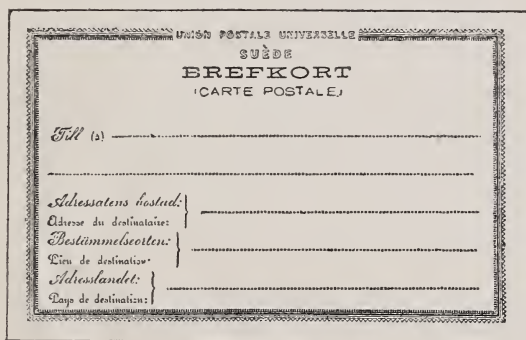 UNION POSTALE UNIVERSELLE
SUÈDE
BREFKORT
(CARTE POSTALE)
Till (a)
Adressatens bostad:
Adresse du destinataire:
Bestämmelseorten:
Lieu de destination:
Adresslandet:
Pays de destination: